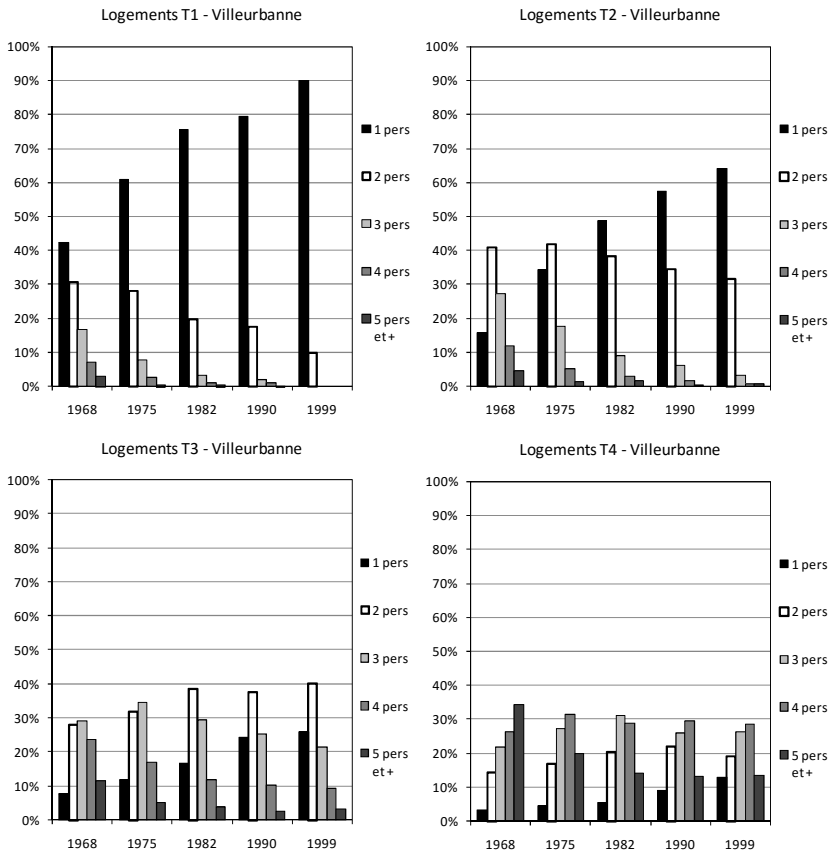 Logements T1 - Villeurbanne
100%
90%
80%
70%
60%
50%
40%
30%
20%
10%
0%
1968 1975 1982 1990 1999
1 pers
2 pers
3 pers
4 pers
5 pers
et+
Logements T2 - Villeurbanne
100%
90%
80%
70%
60%
50%
40%
30%
20%
10%
0%
1968 1975 1982 1990 1999
1 pers
2 pers
3 pers
4 pers
5 pers
et+
Logements T3 - Villeurbanne
100%
90%
80%
70%
60%
50%
40%
30%
20%
10%
0%
1968 1975 1982 1990 1999
1 pers
2 pers
3 pers
4 pers
5 pers
et+
Logements T4 - Villeurbanne
100%
90%
80%
70%
60%
50%
40%
30%
20%
10%
0%
1968 1975 1982 1990 1999
1 pers
2 pers
3 pers
4 pers
5 pers
et+